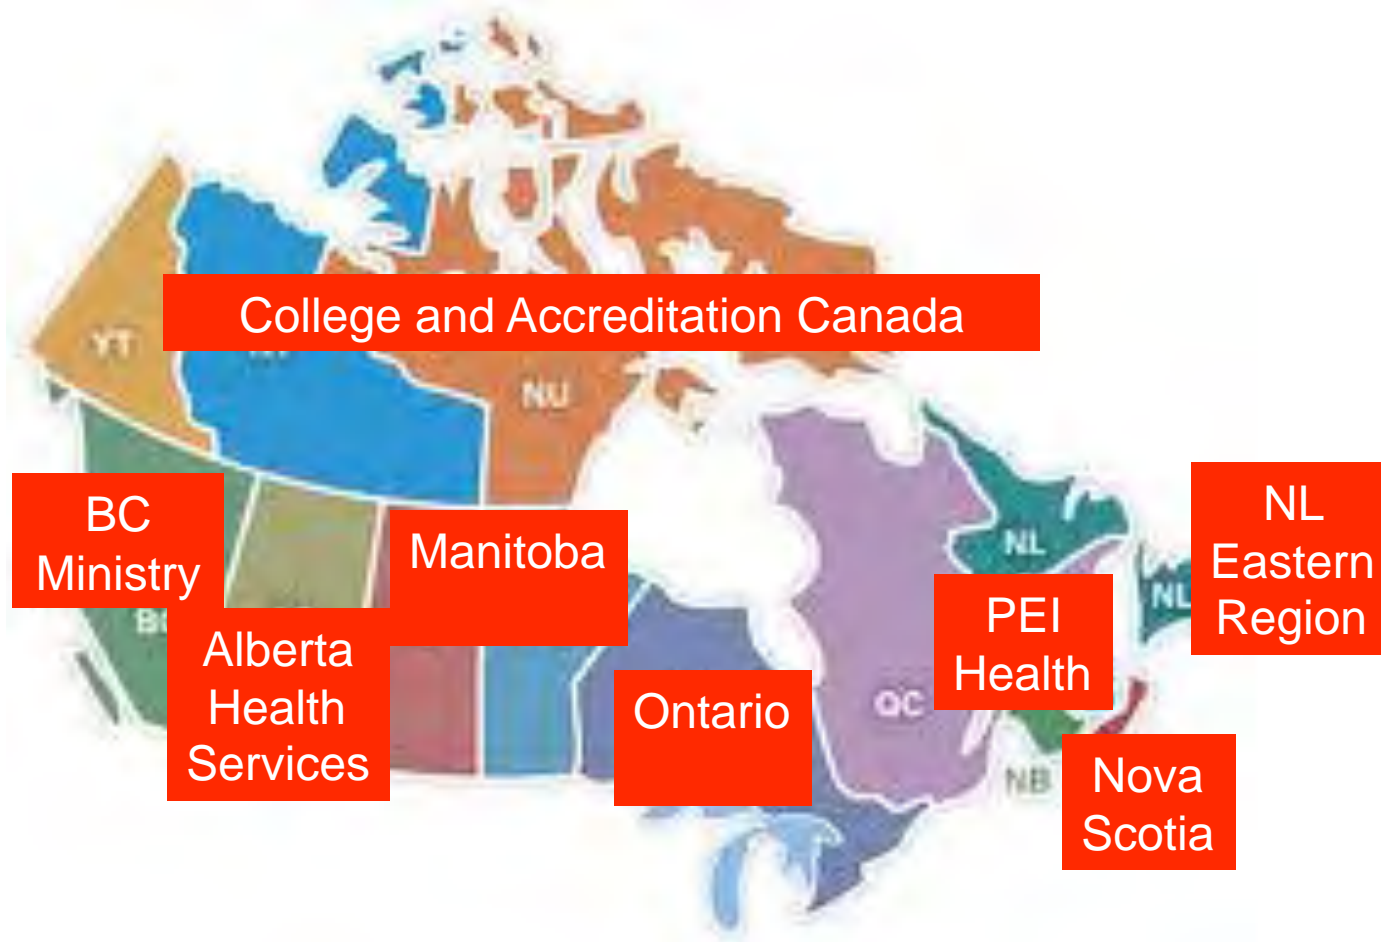 College and Accreditation Canada
YT
NU
BC
Ministry
Manitoba
NL
NL
Eastern
Region
NL
PEI
Health
Alberta
Health
Services
Ontario
QC
NB
Nova
Scotia